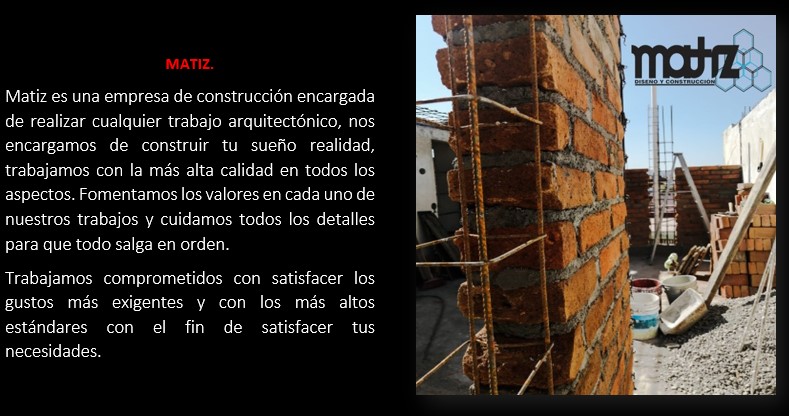 MATIZ.
Matiz es una empresa de construcción encargada
de realizar cualquier trabajo arquitectónico, nos
encargamos de construir tu sueño realidad,
trabajamos con la más alta calidad en todos los
aspectos. Fomentamos los valores en cada uno de
nuestros trabajos y cuidamos todos los detalles
para que todo salga en orden.
Trabajamos comprometidos con satisfacer los
gustos más exigentes y con los más altos
estándares con el fin de satisfacer tus
necesidades.
matiz
DISEÑO Y CONSTRUCCIÓN